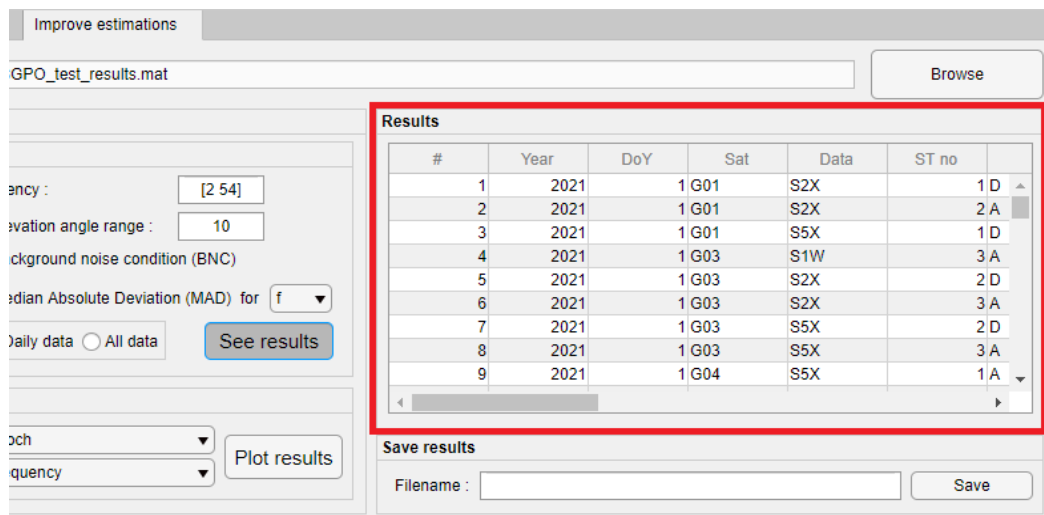 Improve estimations
GPO_test_results.mat
Browse
ency :
[2 54]
evation angle range :
10
ckground noise condition (BNC)
edian Absolute Deviation (MAD) for
f
Daily data
All data
See results
och
equency
Plot results
Results
# Year DoY Sat Data ST no
1 2021 1 G01 S2X 1 D
2 2021 1 G01 S2X 2 A
3 2021 1 G01 S5X 1 D
4 2021 1 G03 S1W 3 A
5 2021 1 G03 S2X 2 D
6 2021 1 G03 S2X 3 A
7 2021 1 G03 S5X 2 D
8 2021 1 G03 S5X 3 A
9 2021 1 G04 S5X 1 A
Save results
Filename :
Save